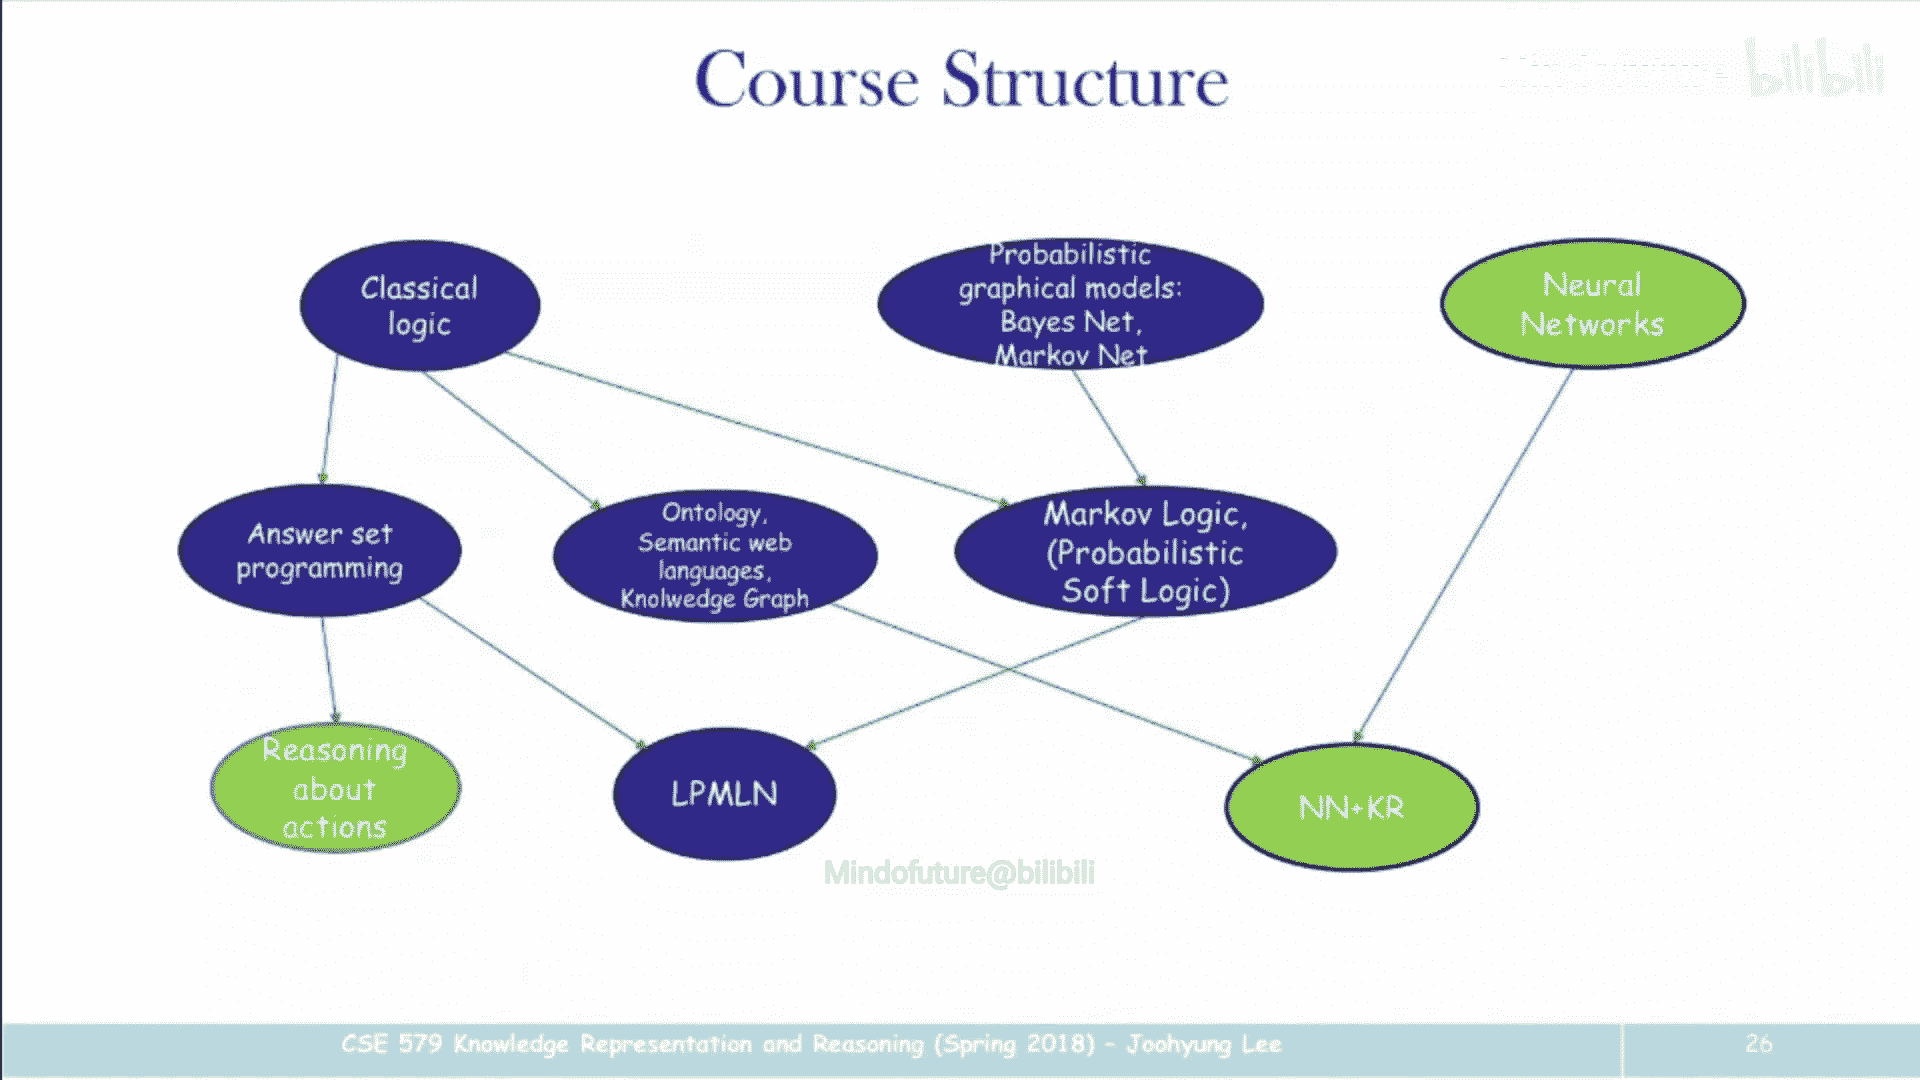 Course Structure
bilibili
Classical
logic
Probabilistic
graphical models:
Bayes Net,
Markov Net
Neural
Networks
Answer set
programming
Ontology,
Semantic web
languages,
Knolwedge Graph
Markov Logic,
(Probabilistic
Soft Logic)
Reasoning
about
actions
LPMLN
NN+KR
Mindofuture@bilibili
CSE 579 Knowledge Representation and Reasoning (Spring 2018) - Joohyung Lee
26